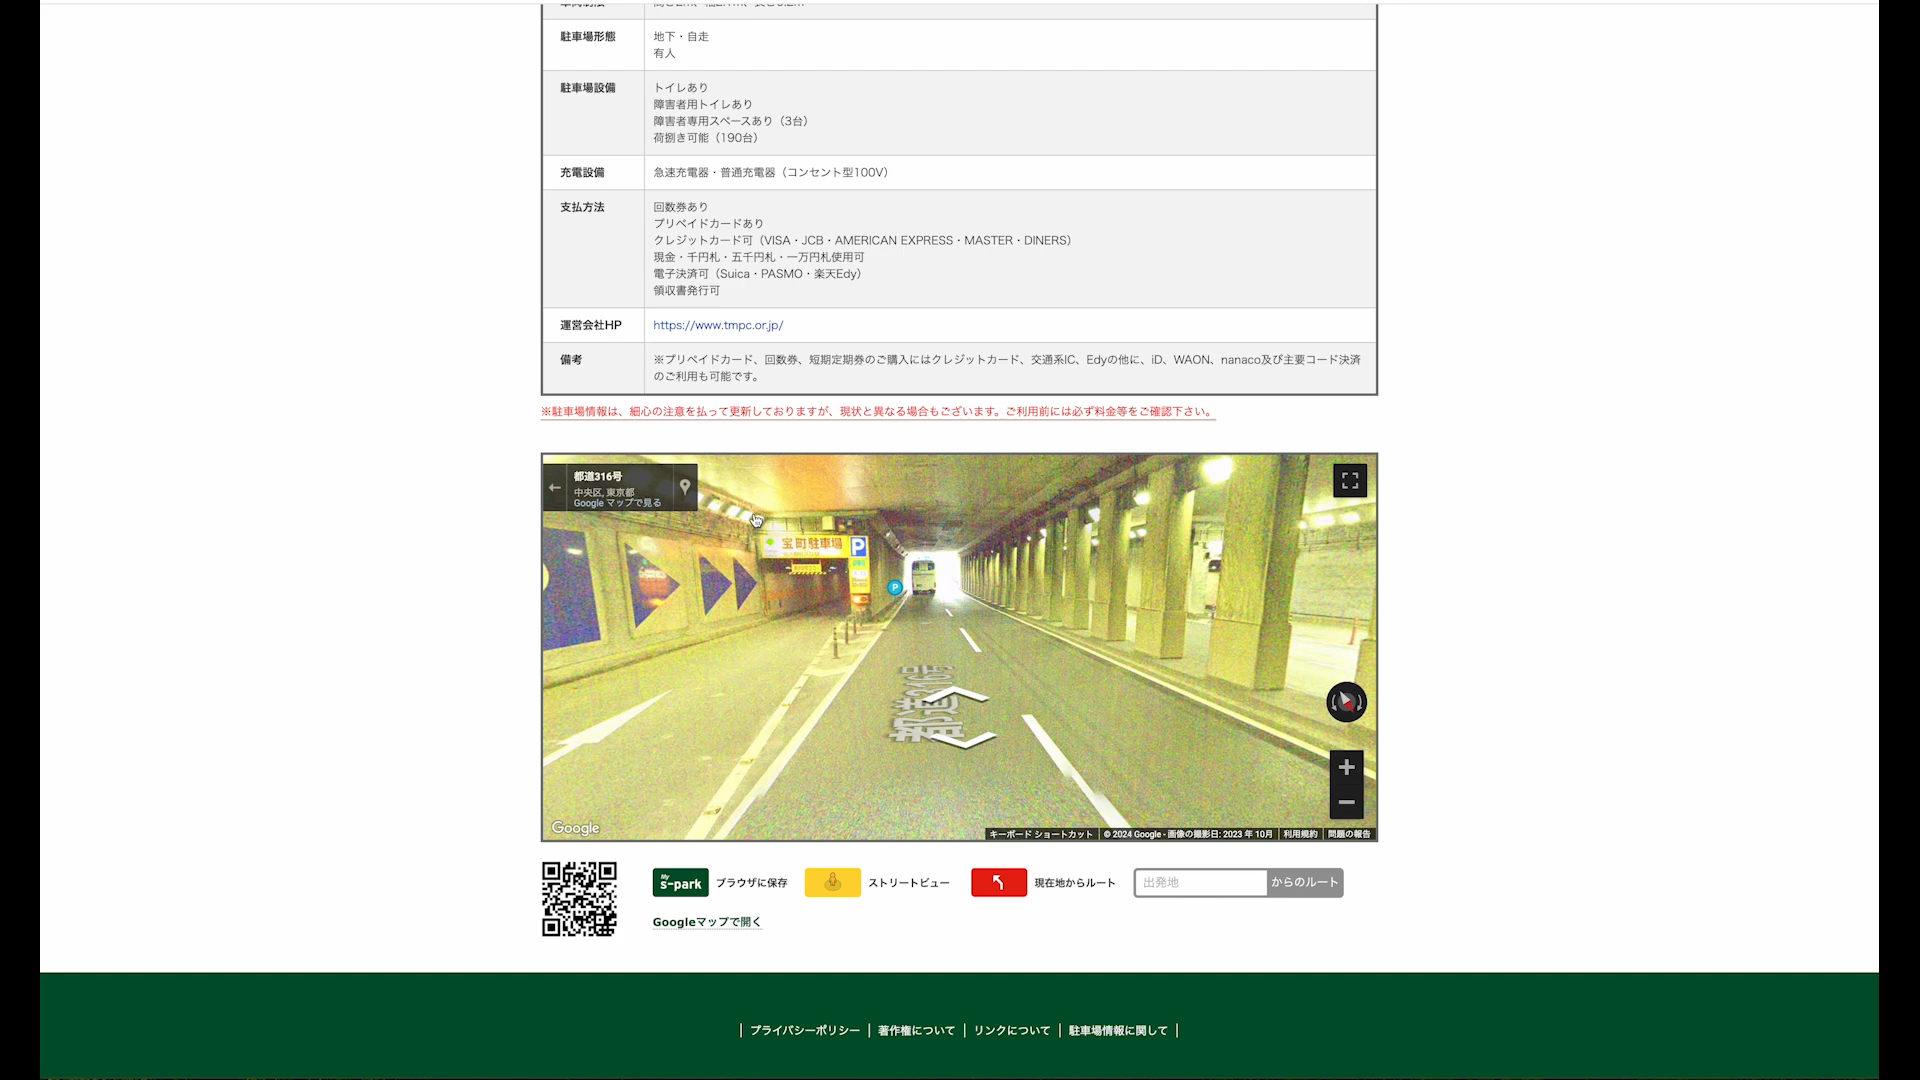 駐車場形態
地下・自走
有人
駐車場設備
トイレあり
障害者用トイレあり
障害者専用スペースあり（3台）
荷捌き可能（190台）
充電設備
急速充電器・普通充電器（コンセント型100V）
支払方法
回数券あり
プリペイドカードあり
クレジットカード可（VISA・JCB・AMERICAN EXPRESS・MASTER・DINERS）
現金・千円札・五千円札・一万円札使用可
電子決済可（Suica・PASMO・楽天Edy）
領収書発行可
運営会社HP
https://www.tmpc.or.jp/
備考
※プリペイドカード、回数券、短期定期券のご購入にはクレジットカード、交通系IC、Edyの他に、iD、WAON、nanaco及び主要コード決済
のご利用も可能です。
※駐車場情報は、細心の注意を払って更新しておりますが、現状と異なる場合もございます。ご利用前には必ず料金等をご確認下さい。
都道316号
中央区, 東京都
Google マップで見る
宝町駐車場 P
P
都道316号
Google
キーボード ショートカット
© 2024 Google - 画像の撮影日: 2023 年 10月
利用規約
問題の報告
My
s-park
ブラウザに保存
ストリートビュー
現在地からルート
出発地
からのルート
Googleマップで開く
| プライバシーポリシー | 著作権について | リンクについて | 駐車場情報に関して |